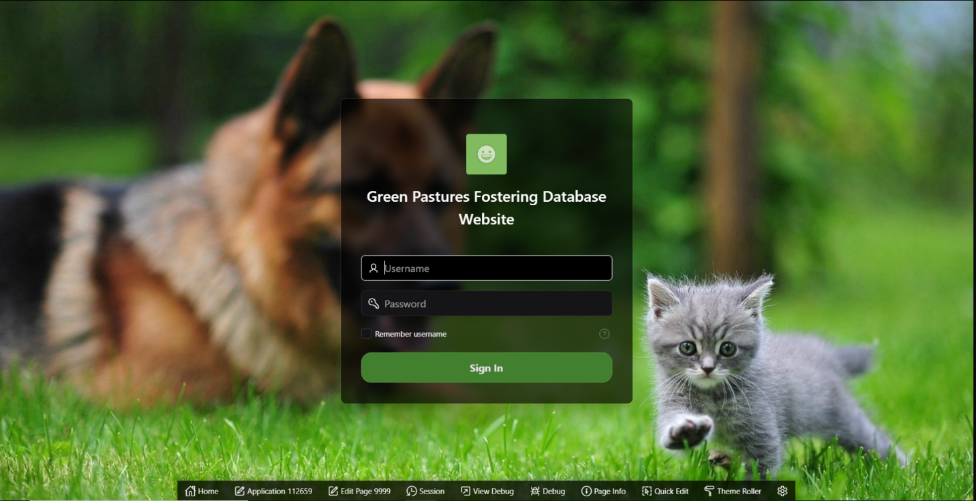 Green Pastures Fostering Database
Website
Username
Password
Remember username
?
Sign In
Home Application 112659 Edit Page 9999 Session View Debug Debug Page Info Quick Edit Theme Roller